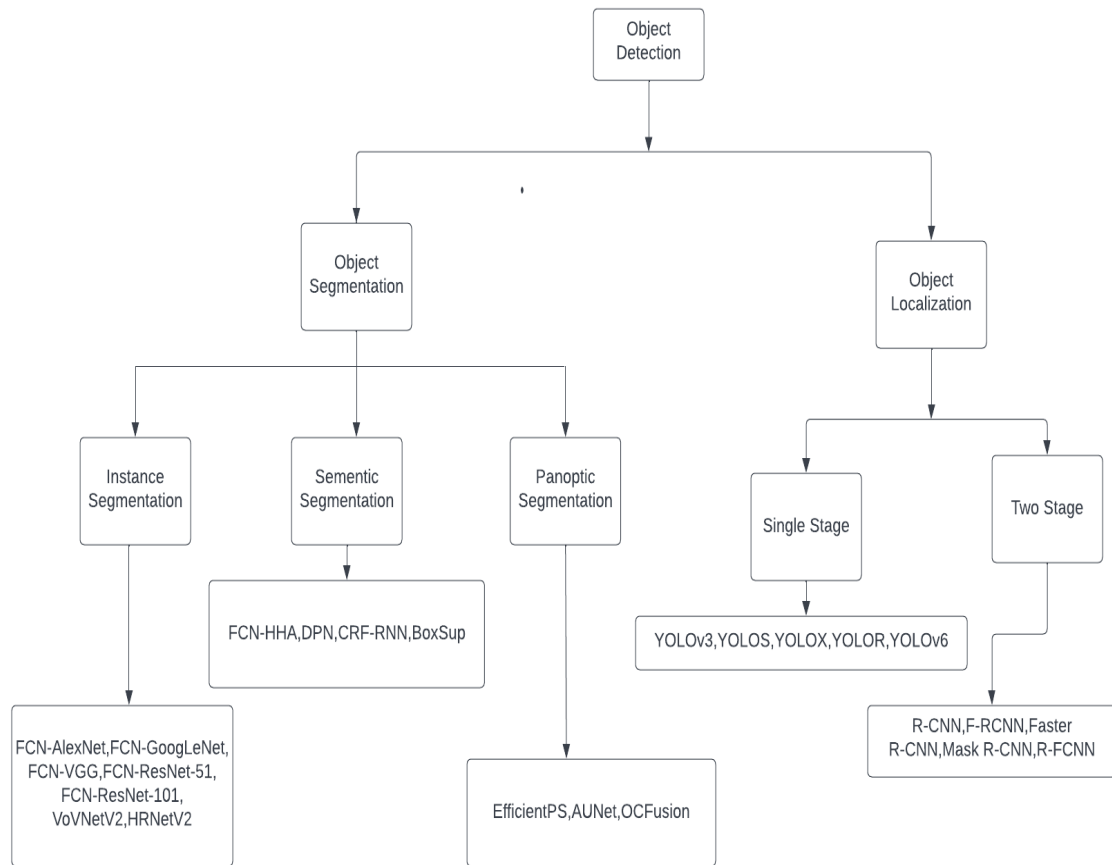 Object
Detection
Object
Segmentation
Object
Localization
Instance
Segmentation
Sementic
Segmentation
Panoptic
Segmentation
Single Stage
Two Stage
FCN-HHA,DPN,CRF-RNN,BoxSup
YOLOv3,YOLOS,YOLOX,YOLOR,YOLOv6
FCN-AlexNet,FCN-GoogLeNet,
FCN-VGG,FCN-ResNet-51,
FCN-ResNet-101,
VoVNetV2,HRNetV2
EfficientPS,AUNet,OCFusion
R-CNN,F-RCNN,Faster
R-CNN,Mask R-CNN,R-FCNN